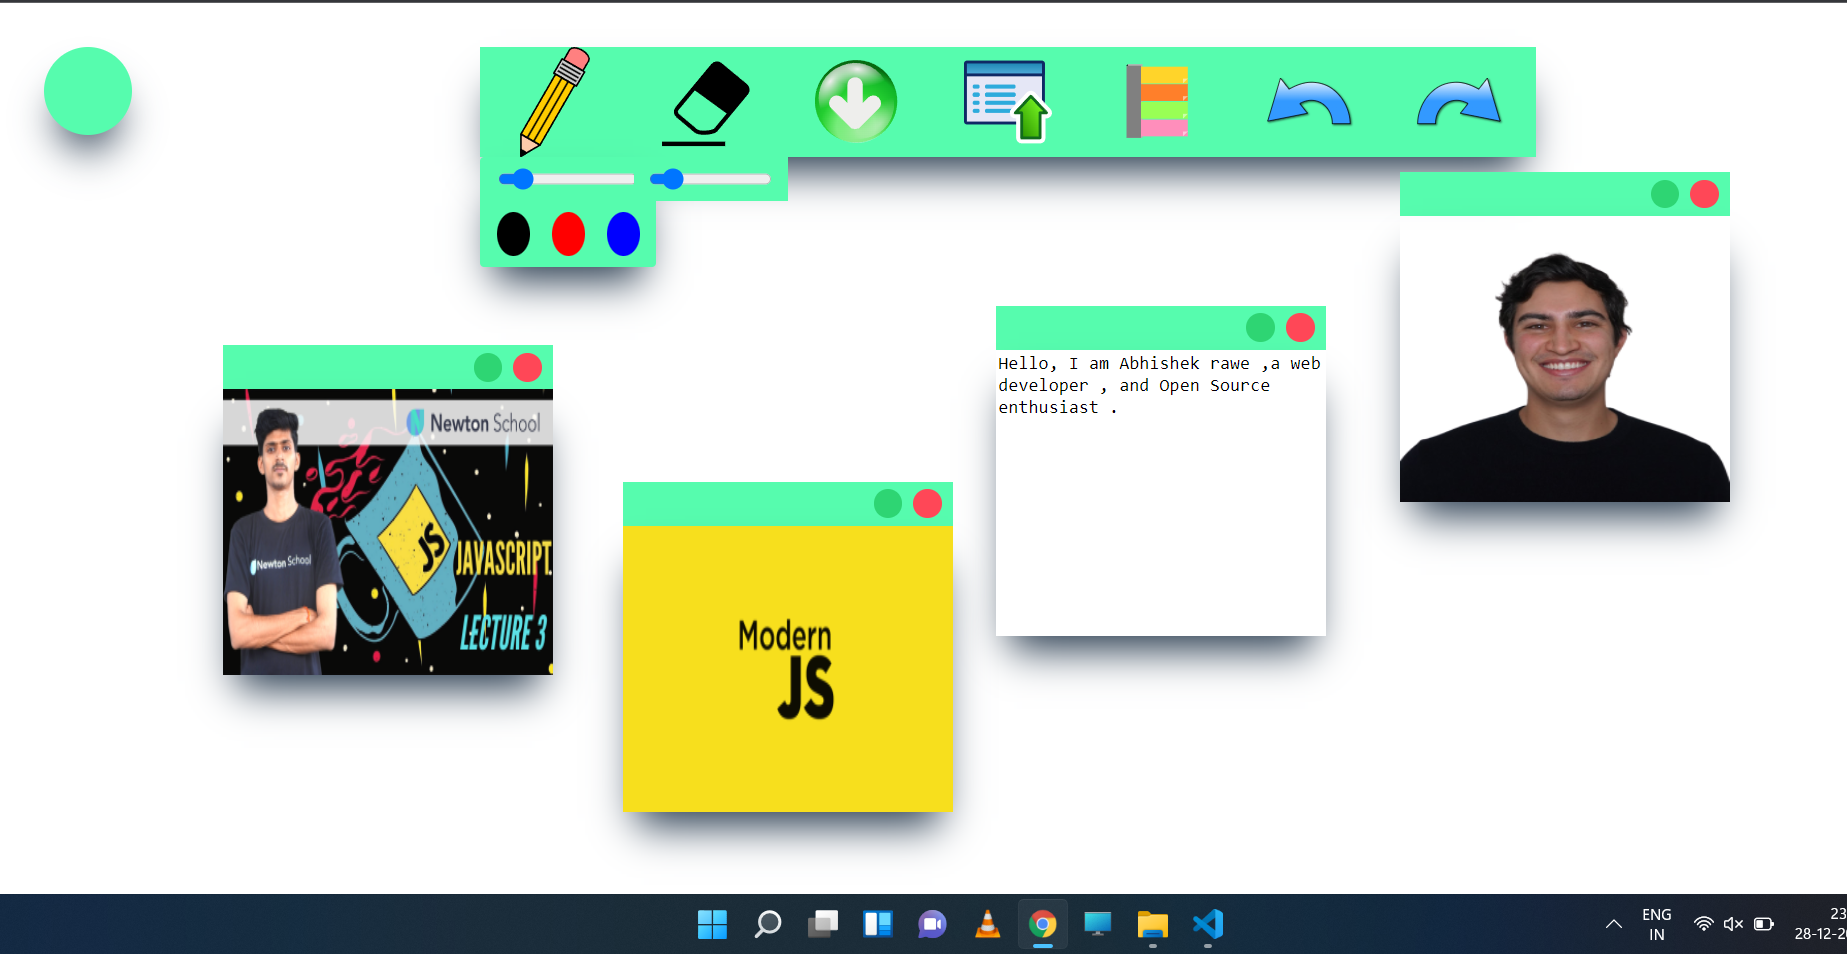 Hello, I am Abhishek rawe ,a web
developer , and Open Source
enthusiast .
Newton School
Newton School
JS
JAVASCRIPT
LECTURE 3
Modern
JS
ENG
IN
23
28-12-2